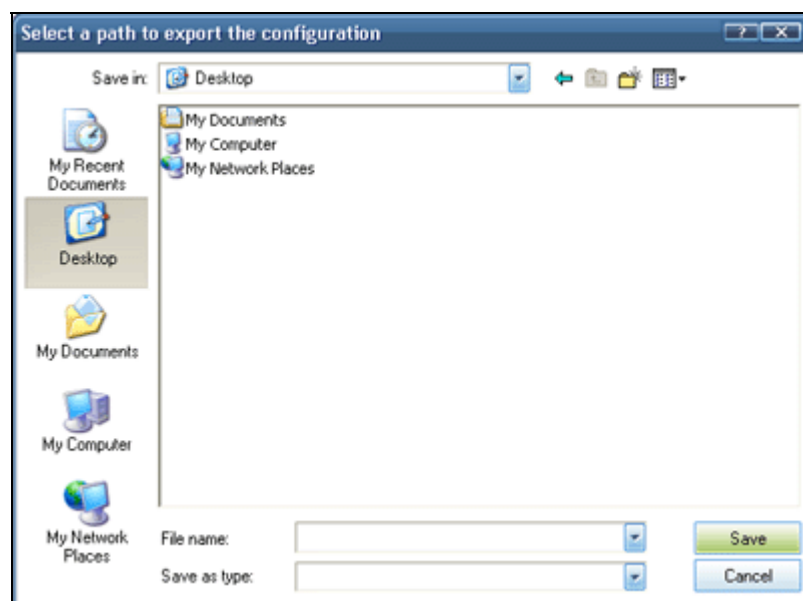 Select a path to export the configuration
Save in:
Desktop
My Documents
My Computer
My Network Places
My Recent
Documents
Desktop
My Documents
My Computer
My Network
Places
File name:
Save
Save as type:
Cancel